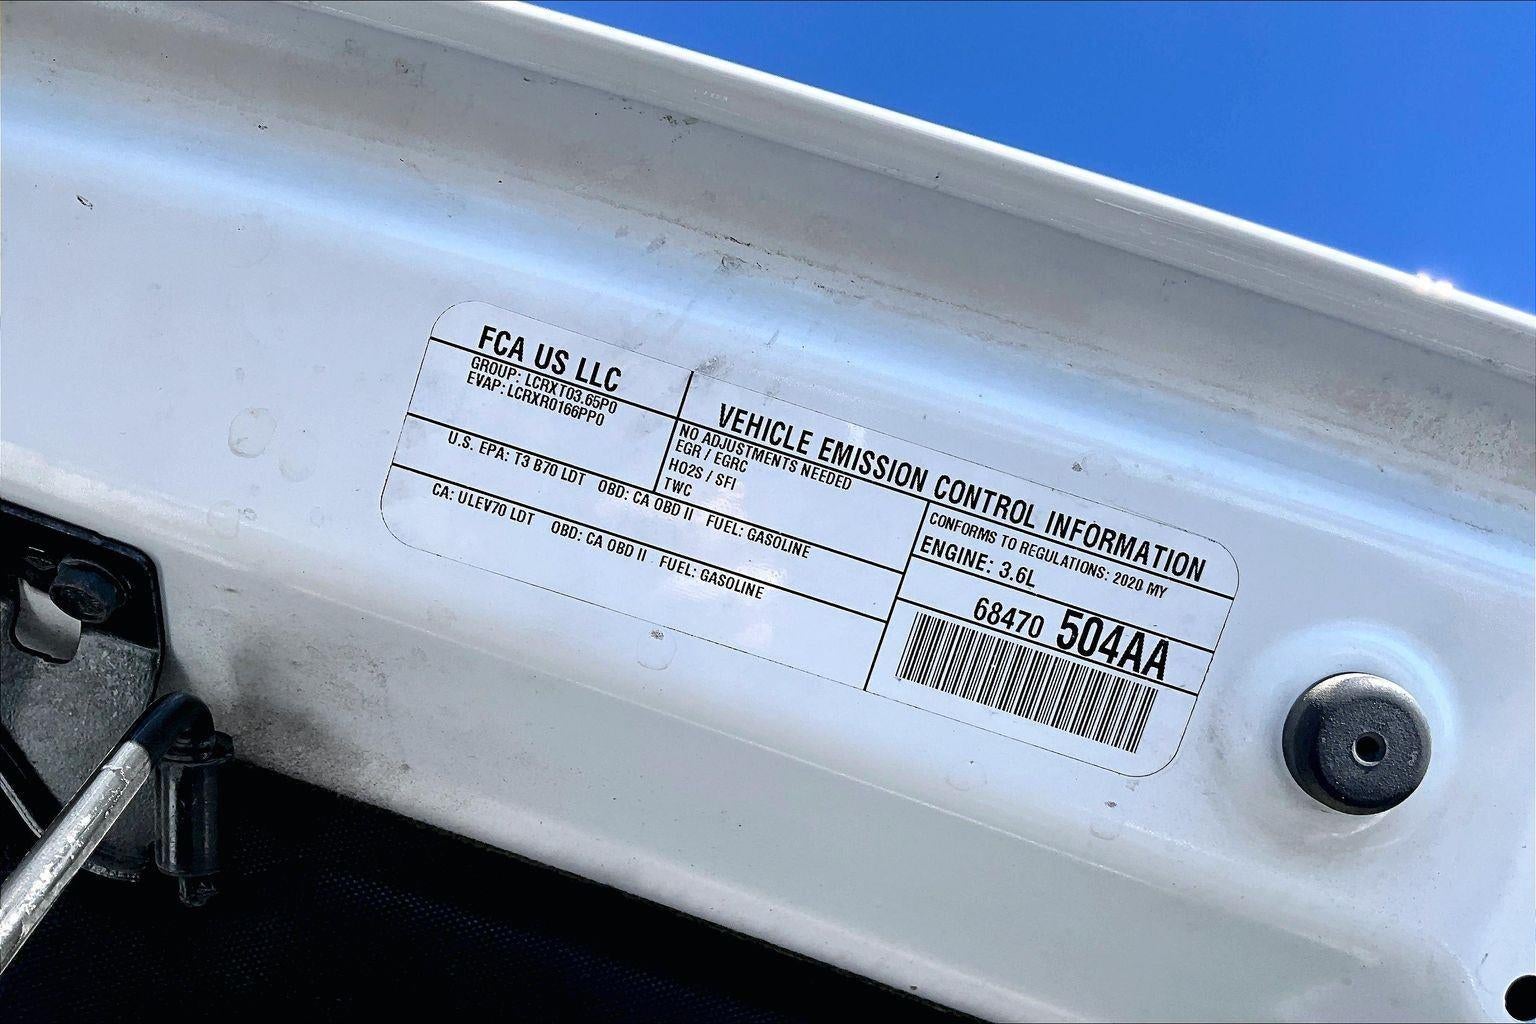 FCA US LLC
GROUP: LCRXT03.65P0
EVAP: LCRXR0166PP0
VEHICLE EMISSION CONTROL INFORMATION
NO ADJUSTMENTS NEEDED
EGR / EGRC
HO2S / SFI
TWC
CONFORMS TO REGULATIONS: 2020 MY
ENGINE: 3.6L
U.S. EPA: T3 B70 LDT OBD: CA OBD II FUEL: GASOLINE
CA: ULEV70 LDT OBD: CA OBD II FUEL: GASOLINE
68470 504AA